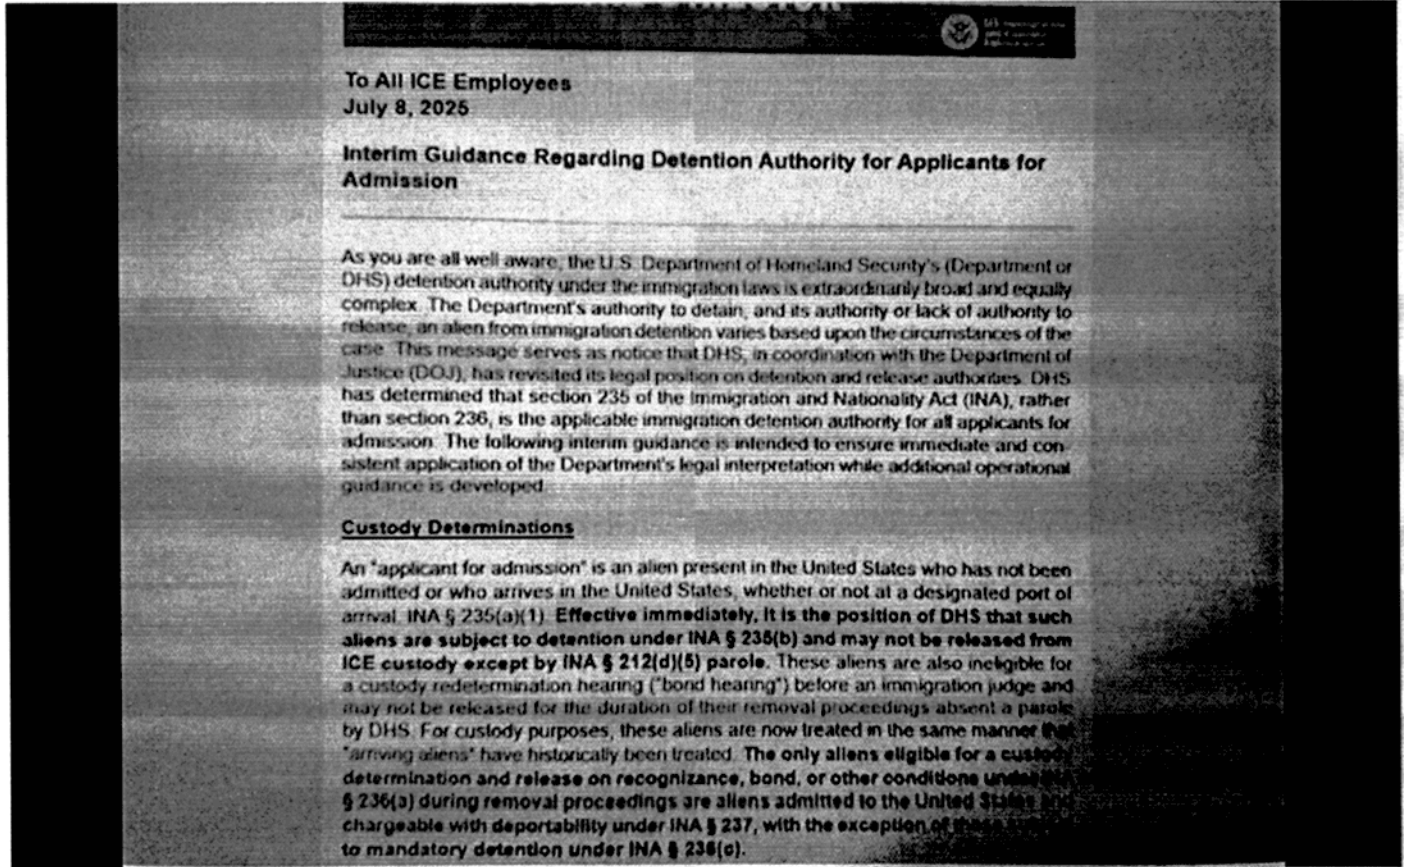 To All ICE Employees
July 8, 2025
Interim Guidance Regarding Detention Authority for Applicants for
Admission
As you are all well aware, the U.S. Department of Homeland Security's (Department or
DHS) detention authority under the immigration laws is extraordinarily broad and equally
complex. The Department's authority to detain, and its authority or lack of authority to
release, an alien from immigration detention varies based upon the circumstances of the
case. This message serves as notice that DHS, in coordination with the Department of
Justice (DOJ), has revisited its legal position on detention and release authorities. DHS
has determined that section 235 of the Immigration and Nationality Act (INA), rather
than section 236, is the applicable immigration detention authority for all applicants for
admission. The following interim guidance is intended to ensure immediate and con-
sistent application of the Department's legal interpretation while additional operational
guidance is developed.
Custody Determinations
An "applicant for admission" is an alien present in the United States who has not been
admitted or who arrives in the United States, whether or not at a designated port of
arrival. INA § 235(a)(1). Effective immediately, it is the position of DHS that such
aliens are subject to detention under INA § 235(b) and may not be released from
ICE custody except by INA § 212(d)(5) parole. These aliens are also ineligible for
a custody redetermination hearing ("bond hearing") before an immigration judge and
may not be released for the duration of their removal proceedings absent a parole
by DHS. For custody purposes, these aliens are now treated in the same manner that
"arriving aliens" have historically been treated. The only aliens eligible for a custody
determination and release on recognizance, bond, or other conditions under
§ 236(a) during removal proceedings are aliens admitted to the United States and
chargeable with deportability under INA § 237, with the exception of
to mandatory detention under INA § 236(c).